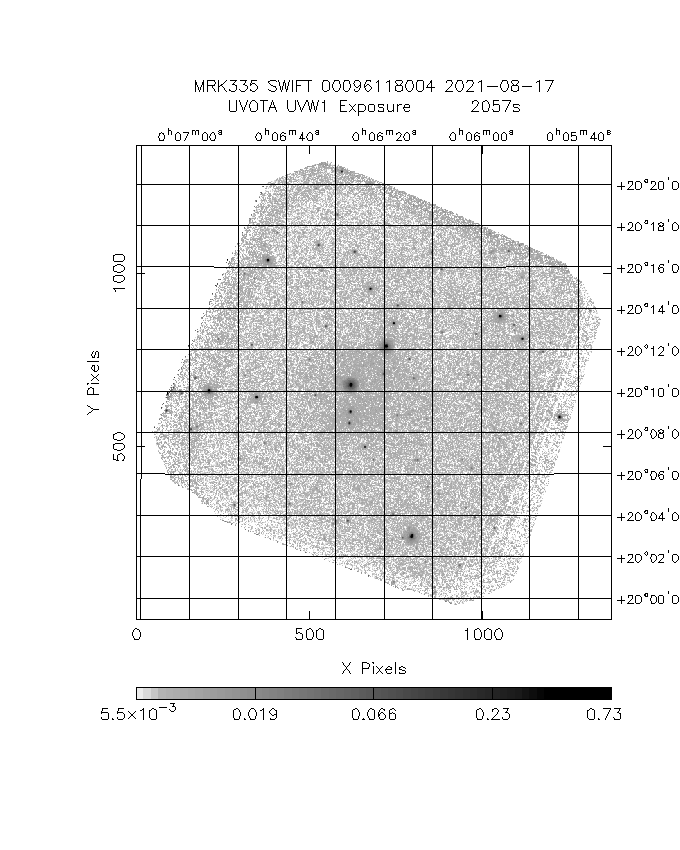 MRK335 SWIFT 00096118004 2021-08-17
UVOTA UVW1 Exposure 2057s
0ʰ07ᵐ00ˢ 0ʰ06ᵐ40ˢ 0ʰ06ᵐ20ˢ 0ʰ06ᵐ00ˢ 0ʰ05ᵐ40ˢ
+20°20'0
+20°18'0
+20°16'0
1000
+20°14'0
+20°12'0
Y Pixels
+20°10'0
+20°08'0
500
+20°06'0
+20°04'0
+20°02'0
+20°00'0
0 500 1000
X Pixels
5.5×10⁻³ 0.019 0.066 0.23 0.73